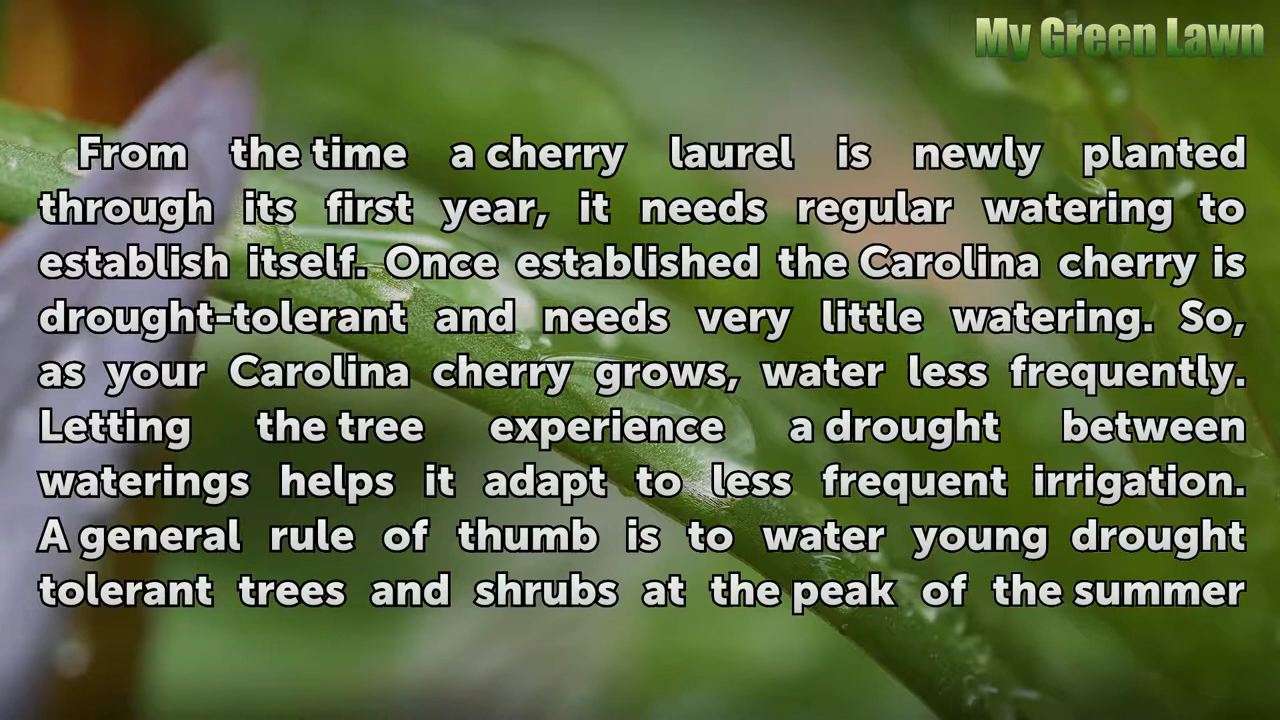 My Green Lawn
From the time a cherry laurel is newly planted
through its first year, it needs regular watering to
establish itself. Once established the Carolina cherry is
drought-tolerant and needs very little watering. So,
as your Carolina cherry grows, water less frequently.
Letting the tree experience a drought between
waterings helps it adapt to less frequent irrigation.
A general rule of thumb is to water young drought
tolerant trees and shrubs at the peak of the summer